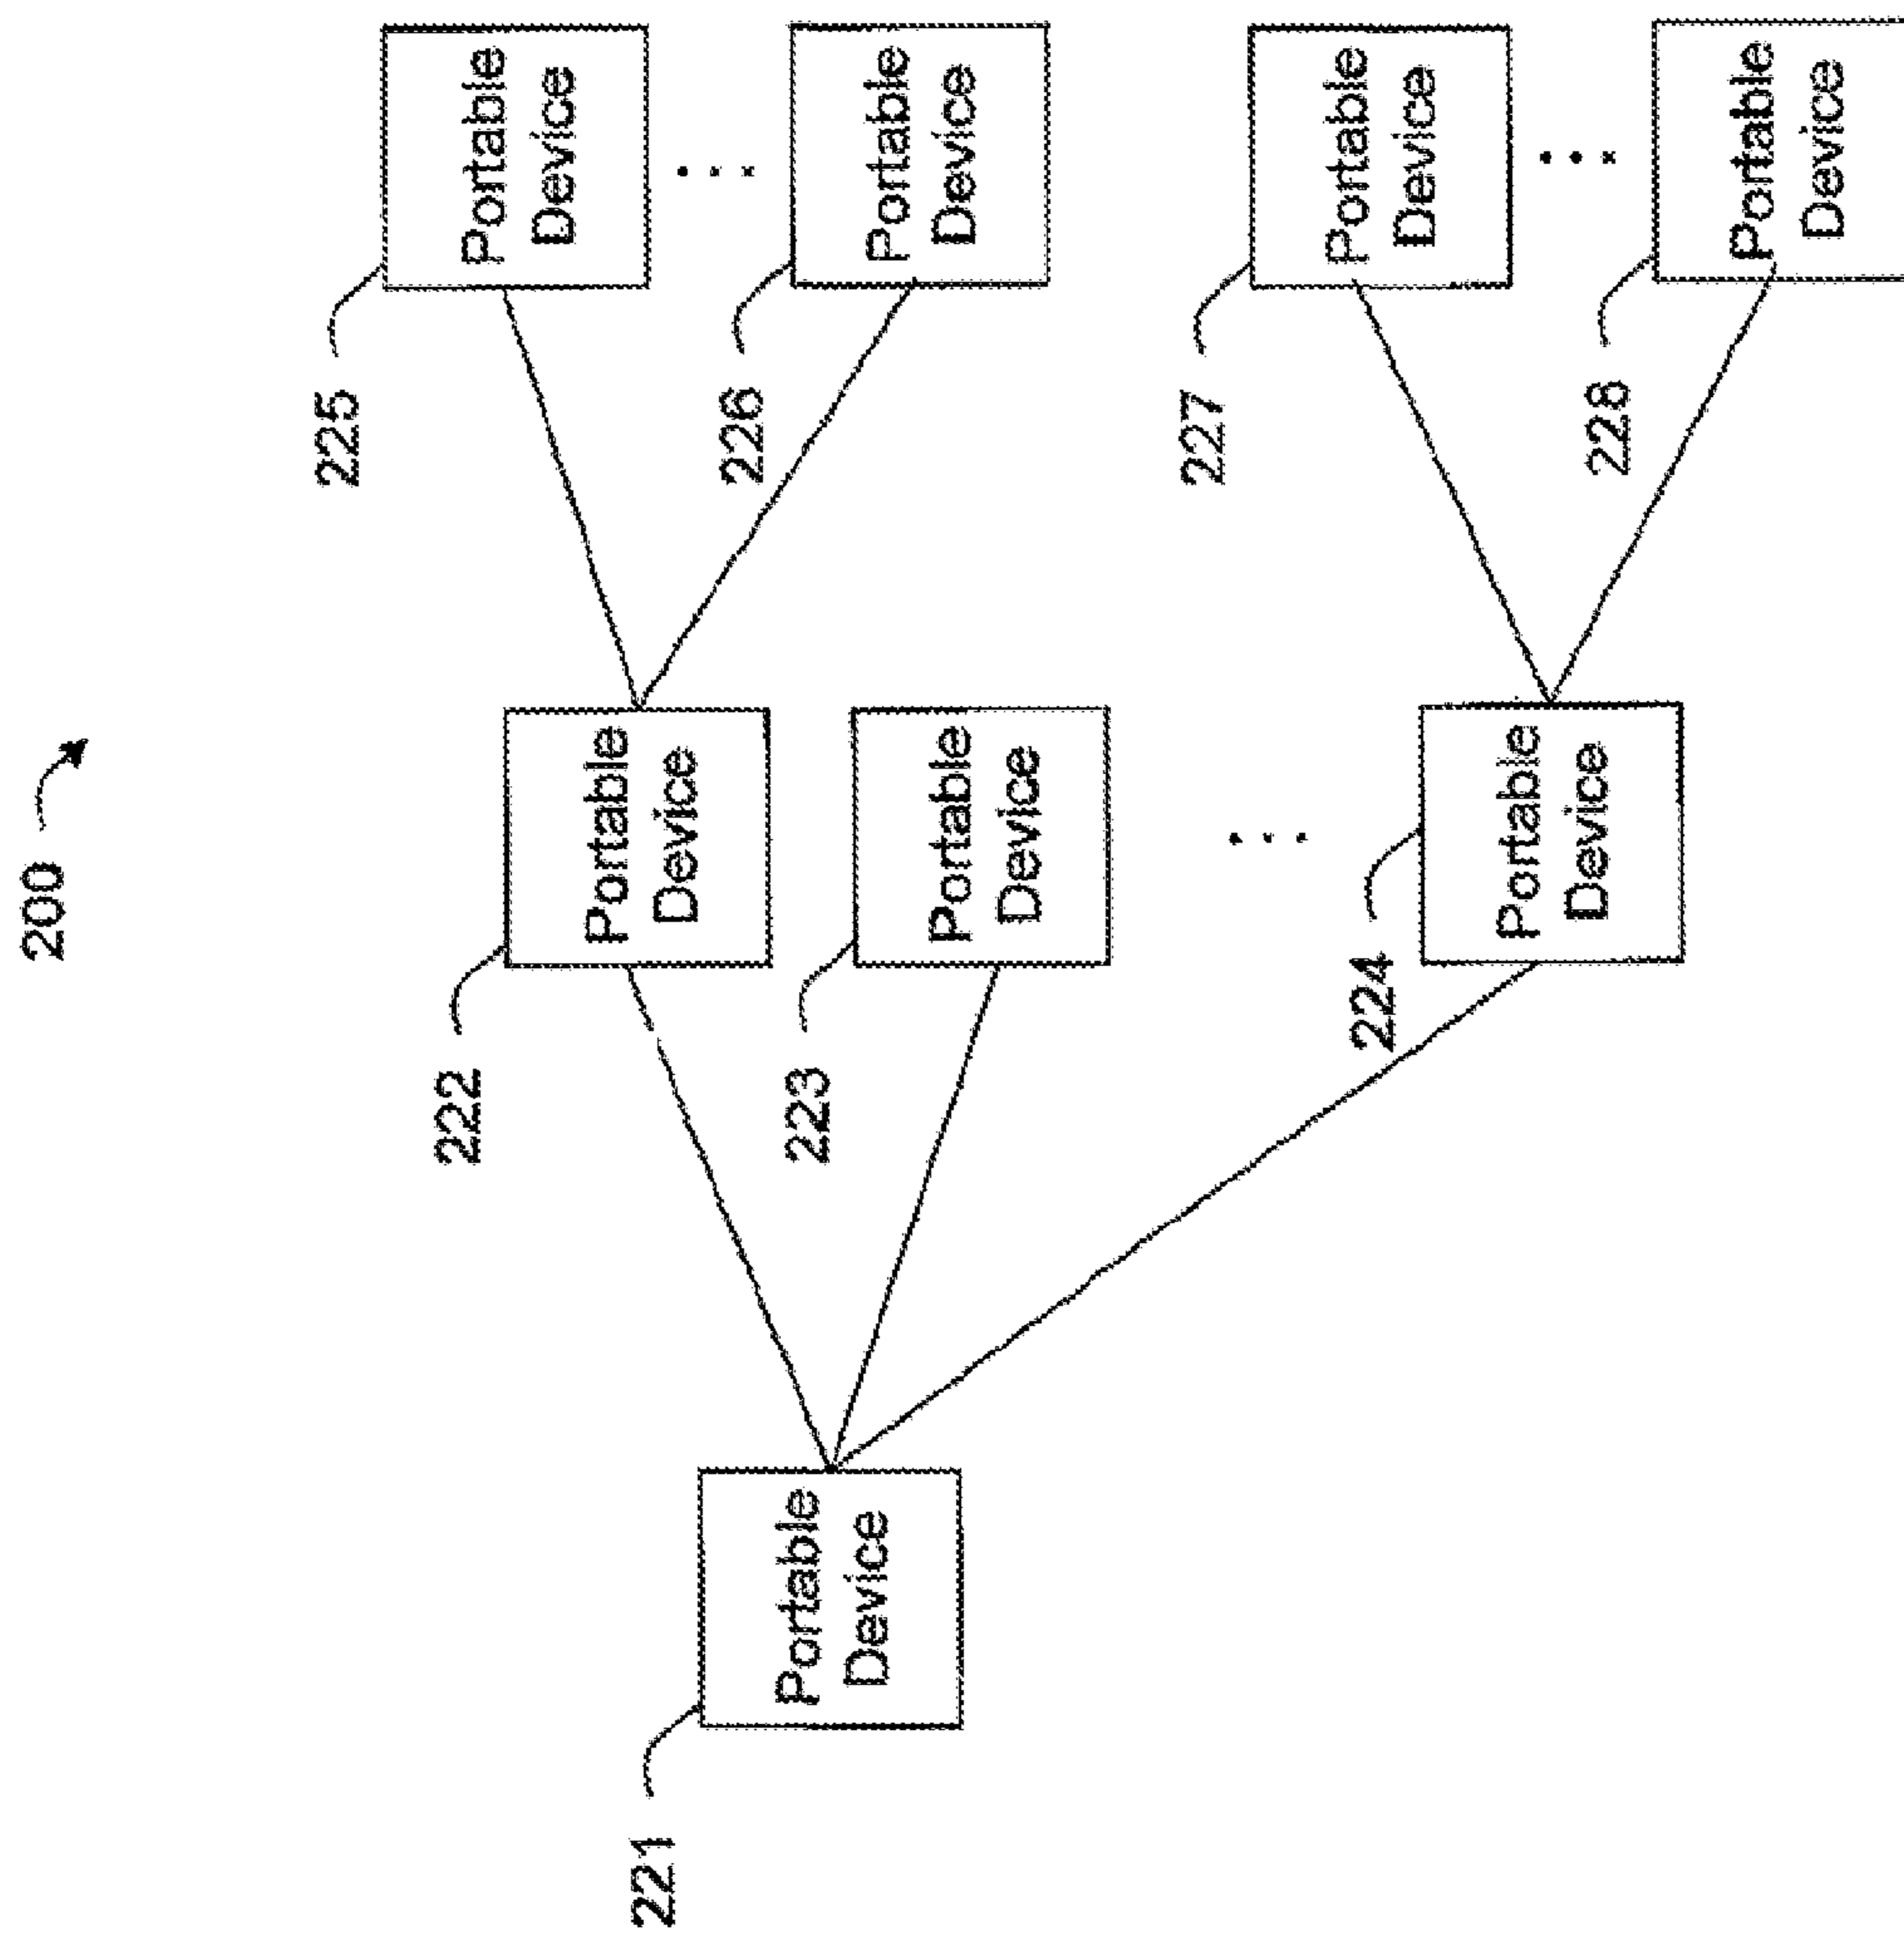 200
221
Portable
Device
222
Portable
Device
223
Portable
Device
...
224
Portable
Device
225
Portable
Device
...
226
Portable
Device
227
Portable
Device
...
228
Portable
Device